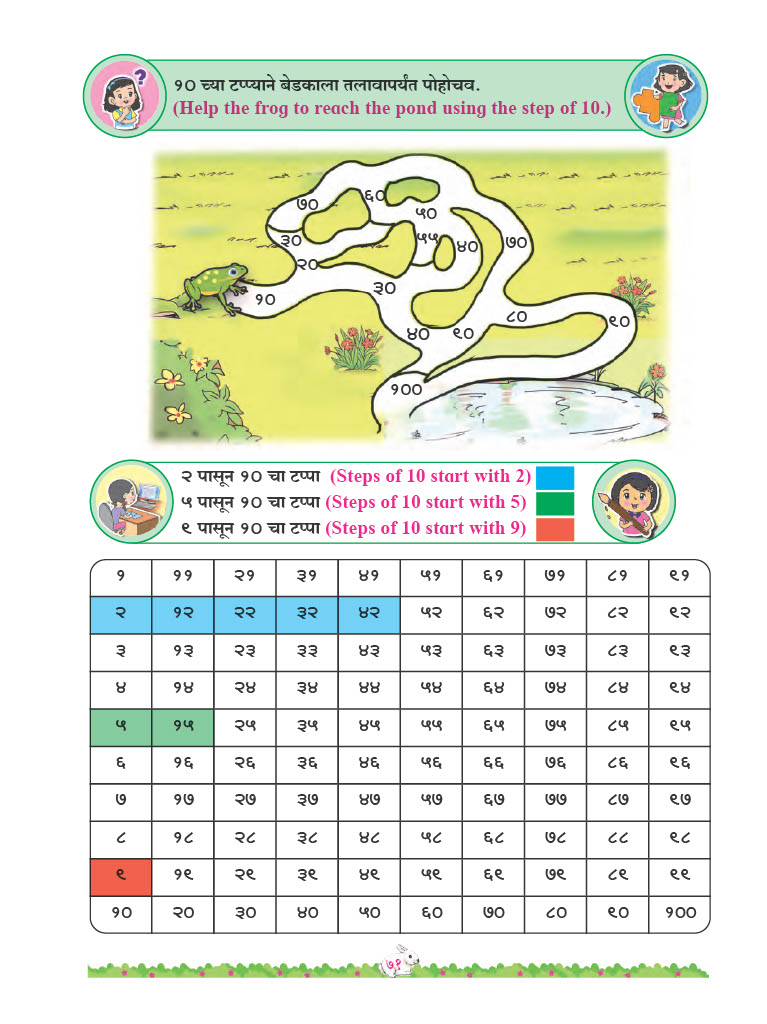 ?
१० च्या टप्प्याने बेडकाला तलावापर्यंत पोहोचव.
(Help the frog to reach the pond using the step of 10.)
६०
७० ५०
३० ५५ ४० ७०
२०
१० ३०
८० ९०
४० ९०
१००
२ पासून १० चा टप्पा (Steps of 10 start with 2)
५ पासून १० चा टप्पा (Steps of 10 start with 5)
९ पासून १० चा टप्पा (Steps of 10 start with 9)
१ ११ २१ ३१ ४१ ५१ ६१ ७१ ८१ ९१
२ १२ २२ ३२ ४२ ५२ ६२ ७२ ८२ ९२
३ १३ २३ ३३ ४३ ५३ ६३ ७३ ८३ ९३
४ १४ २४ ३४ ४४ ५४ ६४ ७४ ८४ ९४
५ १५ २५ ३५ ४५ ५५ ६५ ७५ ८५ ९५
६ १६ २६ ३६ ४६ ५६ ६६ ७६ ८६ ९६
७ १७ २७ ३७ ४७ ५७ ६७ ७७ ८७ ९७
८ १८ २८ ३८ ४८ ५८ ६८ ७८ ८८ ९८
९ १९ २९ ३९ ४९ ५९ ६९ ७९ ८९ ९९
१० २० ३० ४० ५० ६० ७० ८० ९० १००
७१